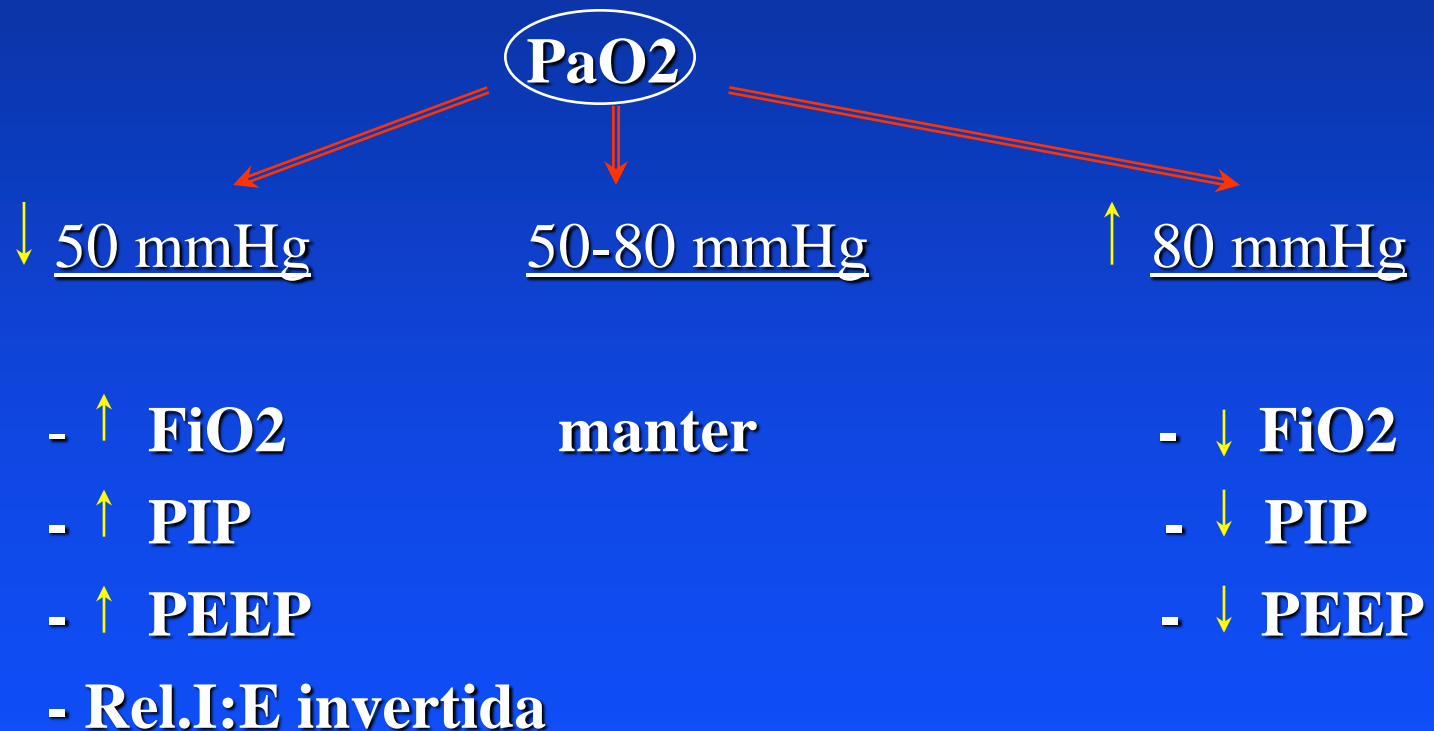 PaO2
↓ 50 mmHg 50-80 mmHg ↑ 80 mmHg
- ↑ FiO2 manter - ↓ FiO2
- ↑ PIP - ↓ PIP
- ↑ PEEP - ↓ PEEP
- Rel.I:E invertida